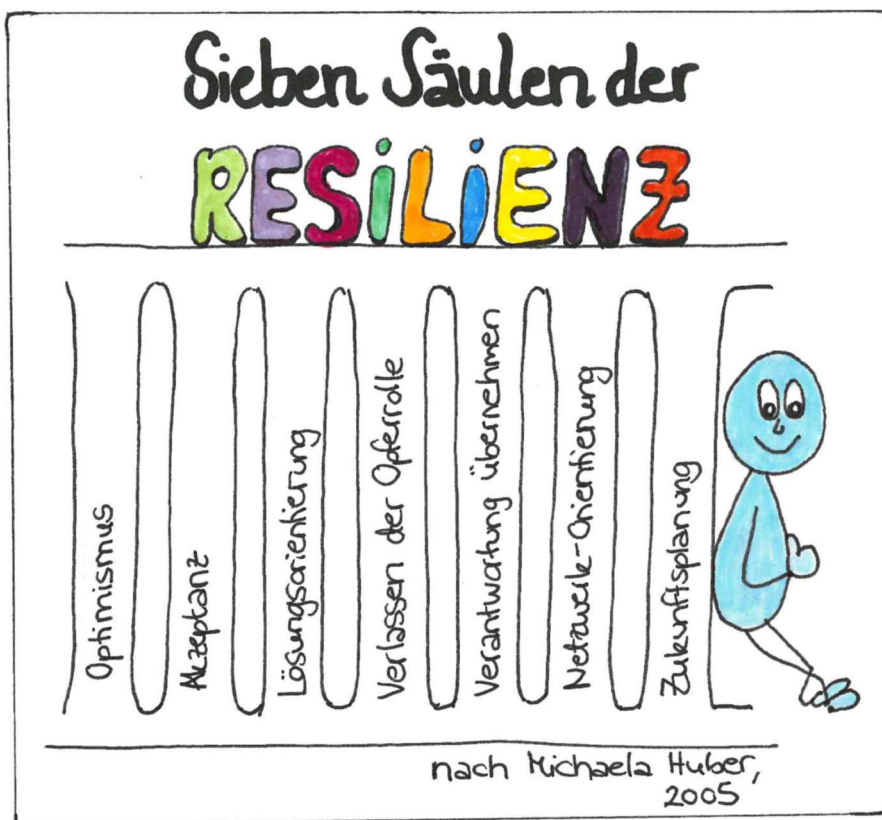 Sieben Säulen der
RESiLiENZ
Optimismus
Akzeptanz
Lösungsorientierung
Verlassen der Opferrolle
Verantwortung übernehmen
Netzwerk-Orientierung
Zukunftsplanung
nach Michaela Huber,
2005